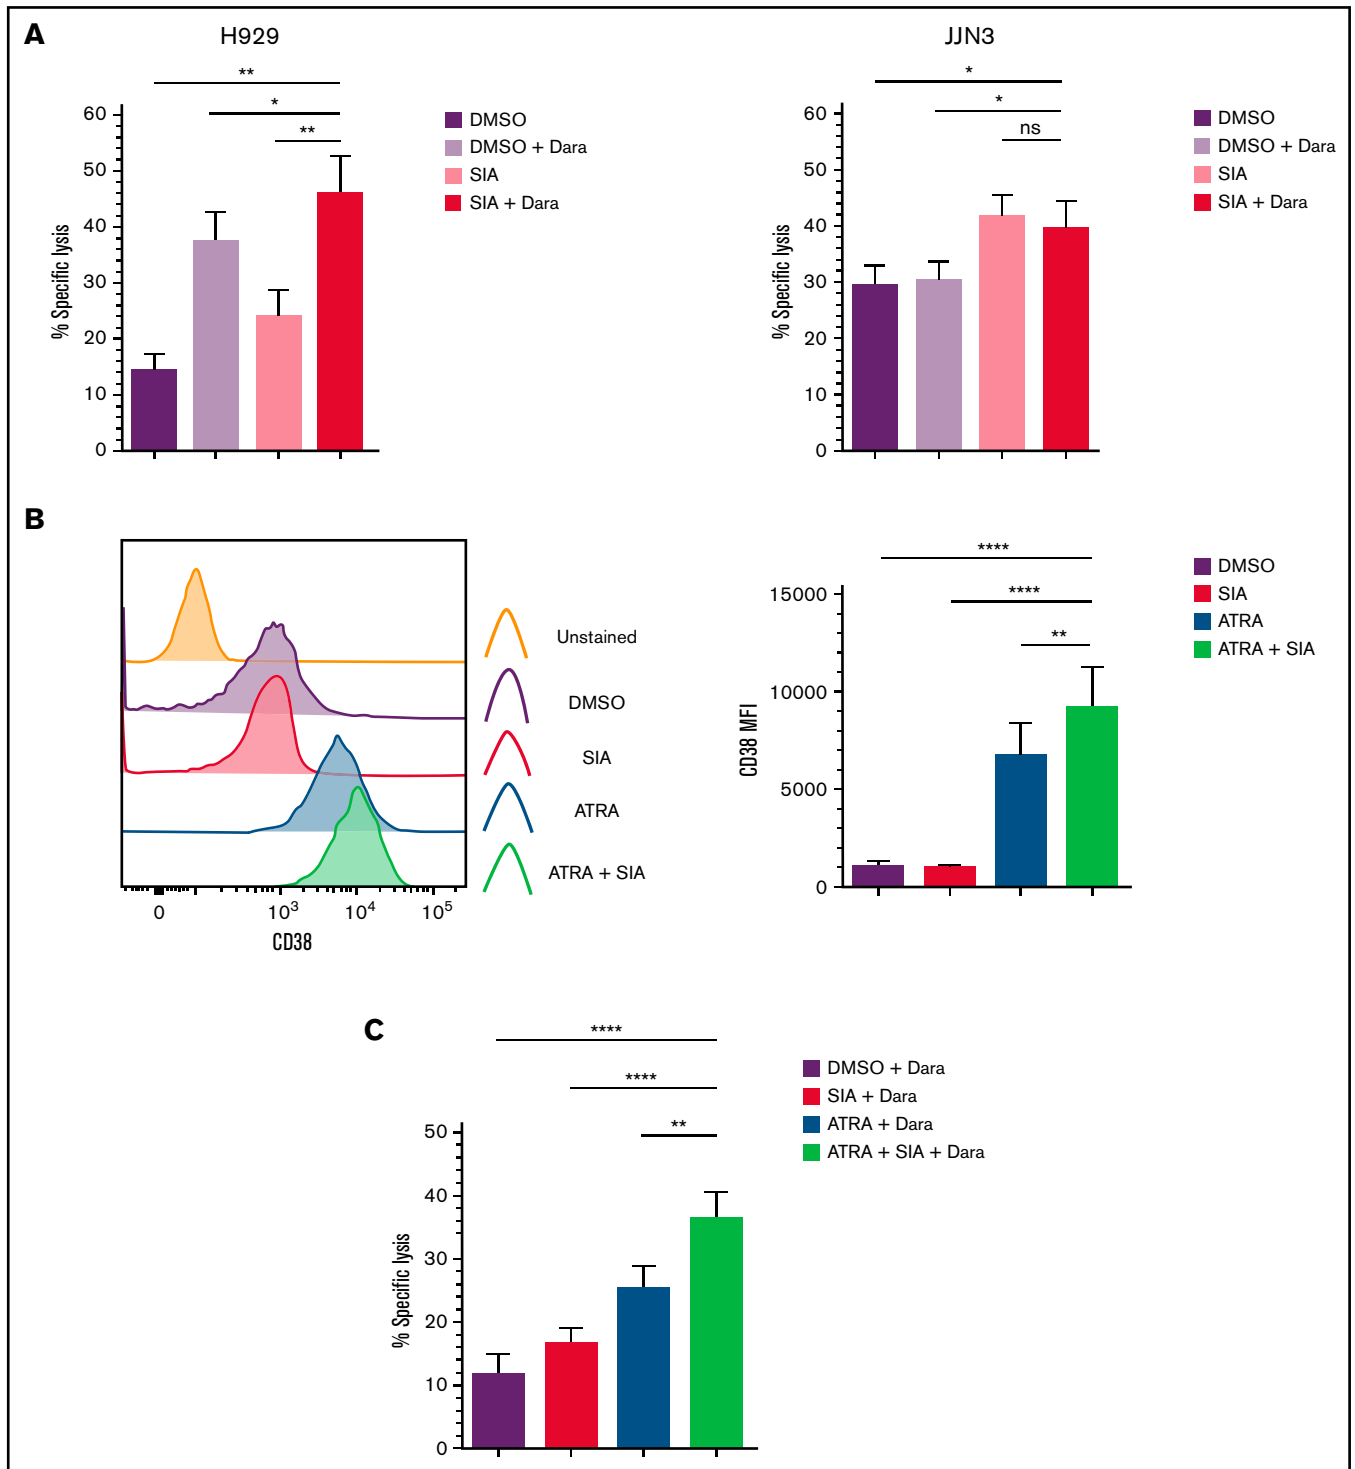 A
H929
JJN3
**
*
**
60
50
40
30
20
10
0
% Specific lysis
DMSO
DMSO + Dara
SIA
SIA + Dara
*
*
ns
60
50
40
30
20
10
0
% Specific lysis
DMSO
DMSO + Dara
SIA
SIA + Dara
B
Unstained
DMSO
SIA
ATRA
ATRA + SIA
0
10³
10⁴
10⁵
CD38
****
****
**
15000
10000
5000
0
CD38 MFI
DMSO
SIA
ATRA
ATRA + SIA
C
****
****
**
50
40
30
20
10
0
% Specific lysis
DMSO + Dara
SIA + Dara
ATRA + Dara
ATRA + SIA + Dara